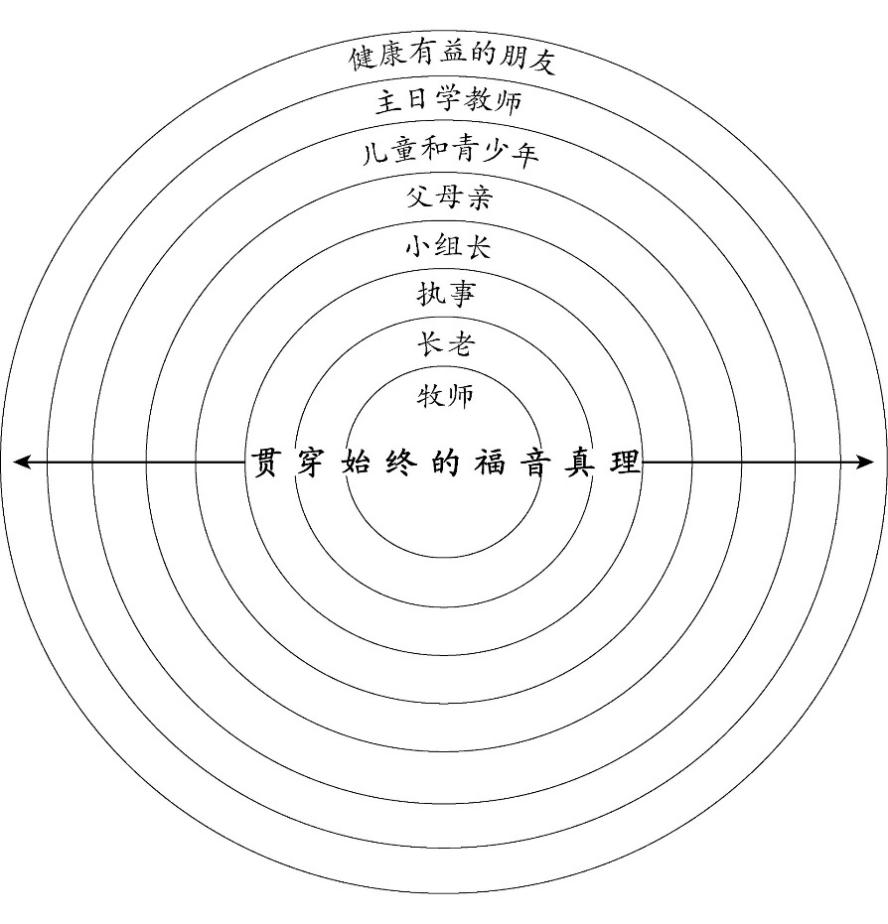 健康有益的朋友
主日学教师
儿童和青少年
父母亲
小组长
执事
长老
牧师
贯穿始终的福音真理